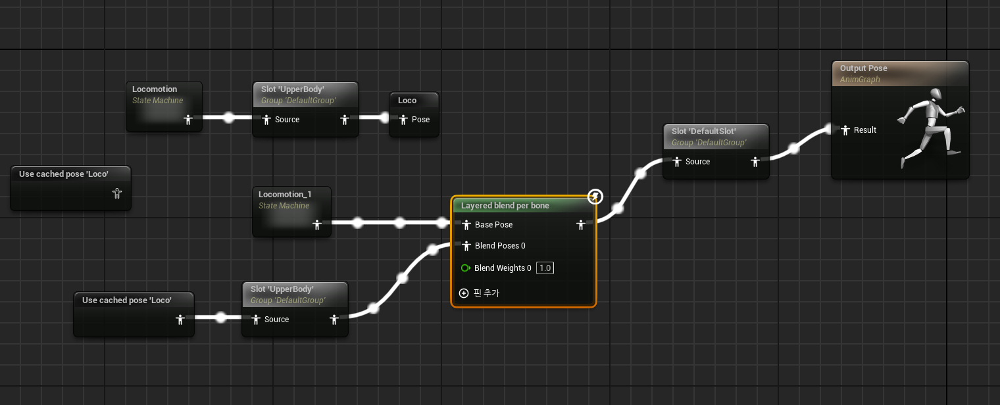 Locomotion
State Machine
Slot 'UpperBody'
Group 'DefaultGroup'
Source
Loco
Pose
Output Pose
AnimGraph
Result
Slot 'DefaultSlot'
Group 'DefaultGroup'
Source
Use cached pose 'Loco'
Locomotion_1
State Machine
Layered blend per bone
Base Pose
Blend Poses 0
Blend Weights 0 1.0
핀 추가
Use cached pose 'Loco'
Slot 'UpperBody'
Group 'DefaultGroup'
Source